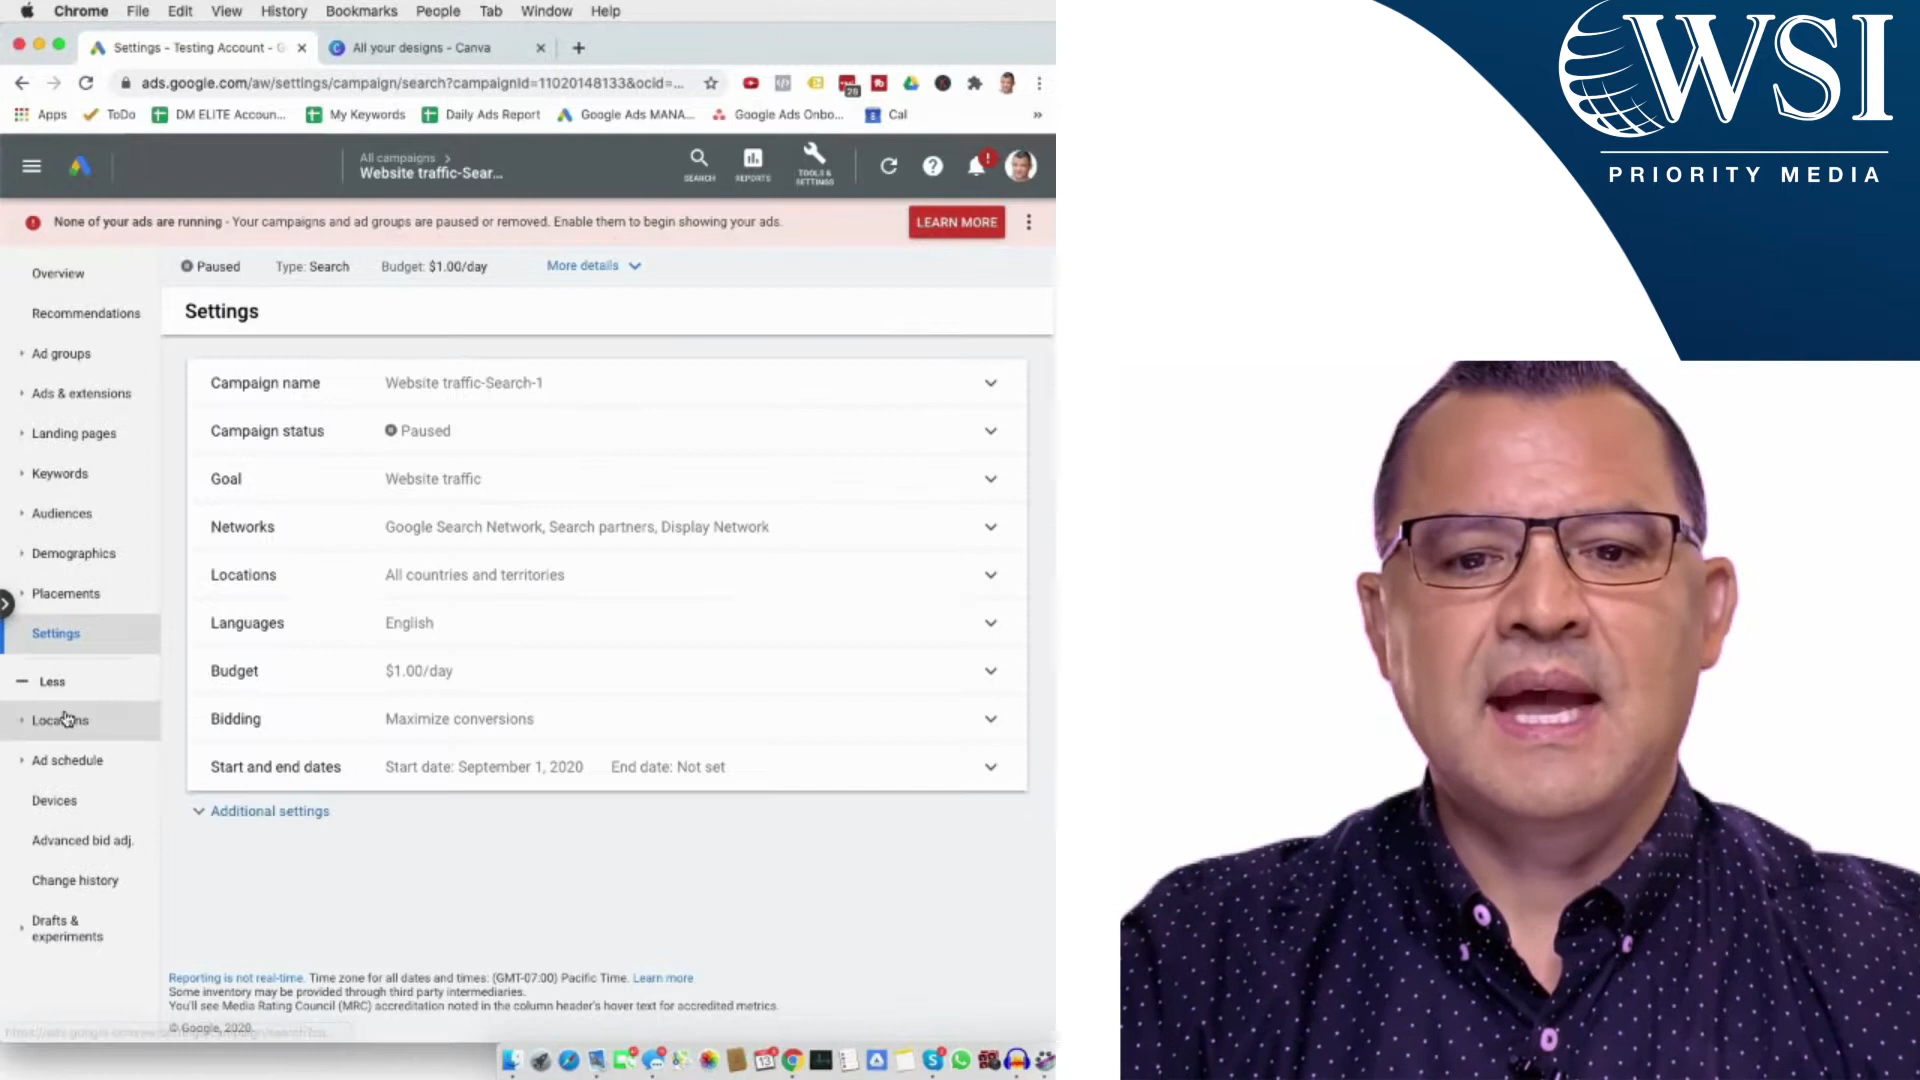 Chrome File Edit View History Bookmarks People Tab Window Help
Settings - Testing Account - G
All your designs - Canva
ads.google.com/aw/settings/campaign/search?campaignId=11020148133&ocid=...
Apps ToDo DM ELITE Accoun... My Keywords Daily Ads Report Google Ads MANA... Google Ads Onbo... Cal »
All campaigns >
Website traffic-Sear...
SEARCH REPORTS TOOLS & SETTINGS
None of your ads are running - Your campaigns and ad groups are paused or removed. Enable them to begin showing your ads.
LEARN MORE
Paused Type: Search Budget: $1.00/day More details
Settings
Overview
Recommendations
Ad groups
Ads & extensions
Landing pages
Keywords
Audiences
Demographics
Placements
Settings
Less
Locations
Ad schedule
Devices
Advanced bid adj.
Change history
Drafts &
experiments
Campaign name Website traffic-Search-1
Campaign status Paused
Goal Website traffic
Networks Google Search Network, Search partners, Display Network
Locations All countries and territories
Languages English
Budget $1.00/day
Bidding Maximize conversions
Start and end dates Start date: September 1, 2020 End date: Not set
Additional settings
Reporting is not real-time. Time zone for all dates and times: (GMT-07:00) Pacific Time. Learn more
Some inventory may be provided through third party intermediaries.
You'll see Media Rating Council (MRC) accreditation noted in the column header's hover text for accredited metrics.
© Google, 2020.
WSI
PRIORITY MEDIA